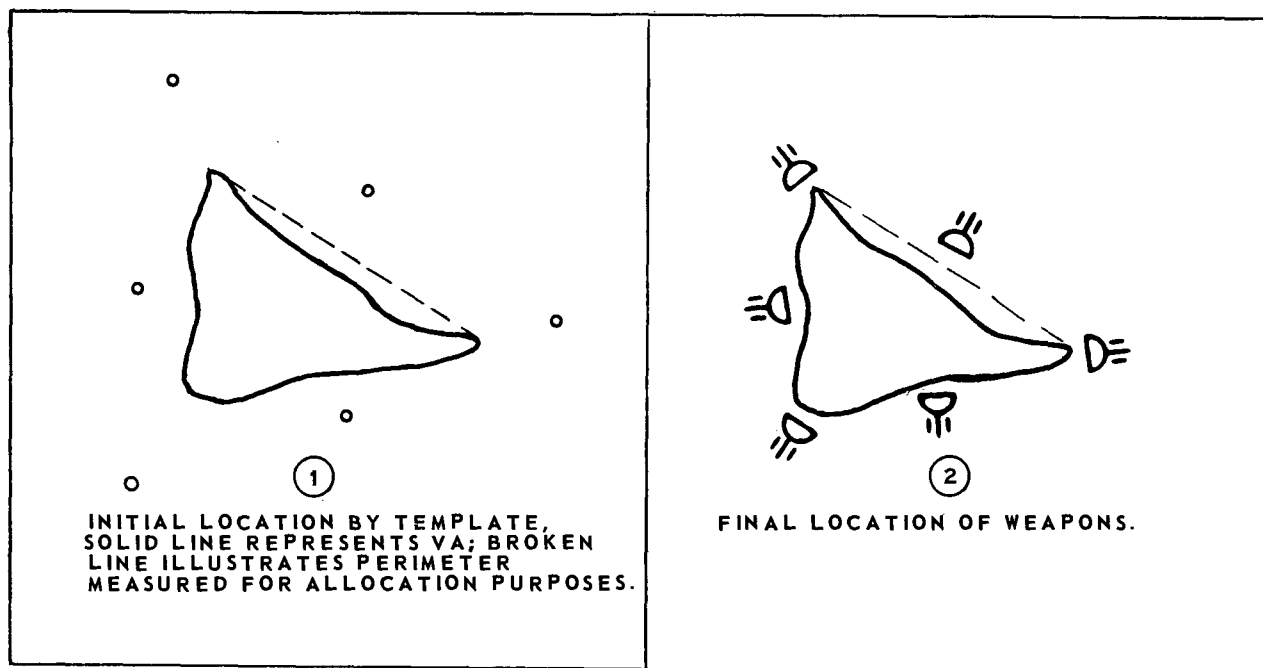 1
INITIAL LOCATION BY TEMPLATE,
SOLID LINE REPRESENTS VA; BROKEN
LINE ILLUSTRATES PERIMETER
MEASURED FOR ALLOCATION PURPOSES.
2
FINAL LOCATION OF WEAPONS.